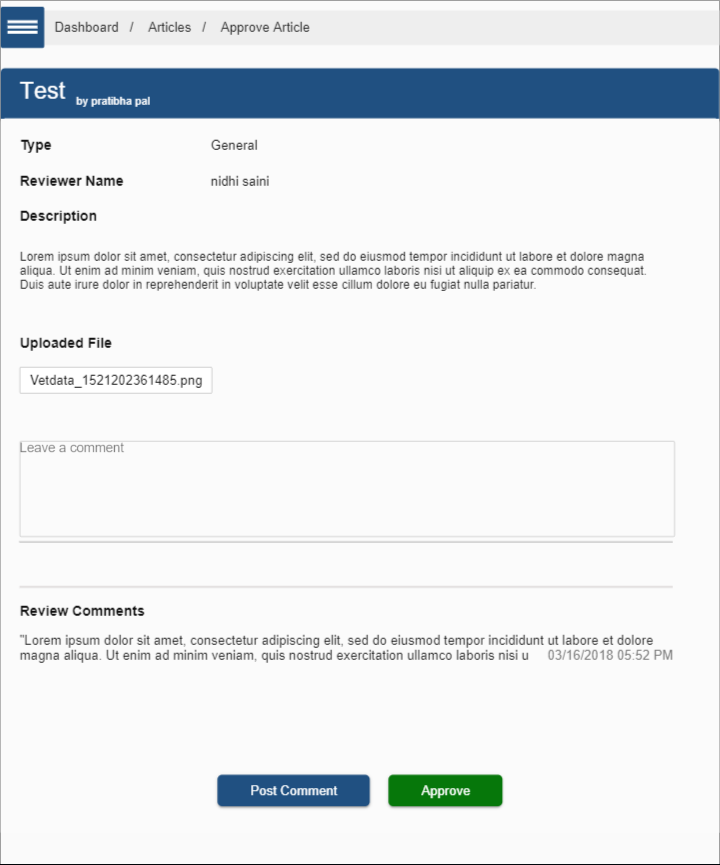 Dashboard / Articles / Approve Article
Test by pratibha pal
Type General
Reviewer Name nidhi saini
Description
Lorem ipsum dolor sit amet, consectetur adipiscing elit, sed do eiusmod tempor incididunt ut labore et dolore magna
aliqua. Ut enim ad minim veniam, quis nostrud exercitation ullamco laboris nisi ut aliquip ex ea commodo consequat.
Duis aute irure dolor in reprehenderit in voluptate velit esse cillum dolore eu fugiat nulla pariatur.
Uploaded File
Vetdata_1521202361485.png
Leave a comment
Review Comments
"Lorem ipsum dolor sit amet, consectetur adipiscing elit, sed do eiusmod tempor incididunt ut labore et dolore
magna aliqua. Ut enim ad minim veniam, quis nostrud exercitation ullamco laboris nisi u 03/16/2018 05:52 PM
Post Comment Approve